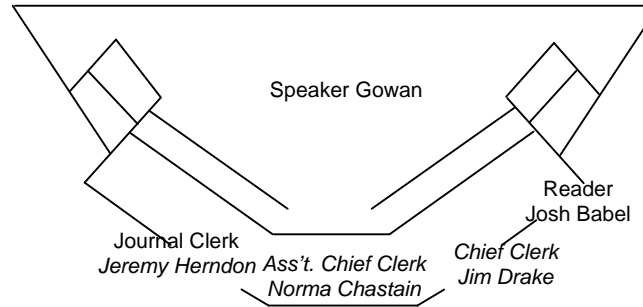 Speaker Gowan
Reader
Josh Babel
Journal Clerk
Jeremy Herndon
Ass't. Chief Clerk
Norma Chastain
Chief Clerk
Jim Drake